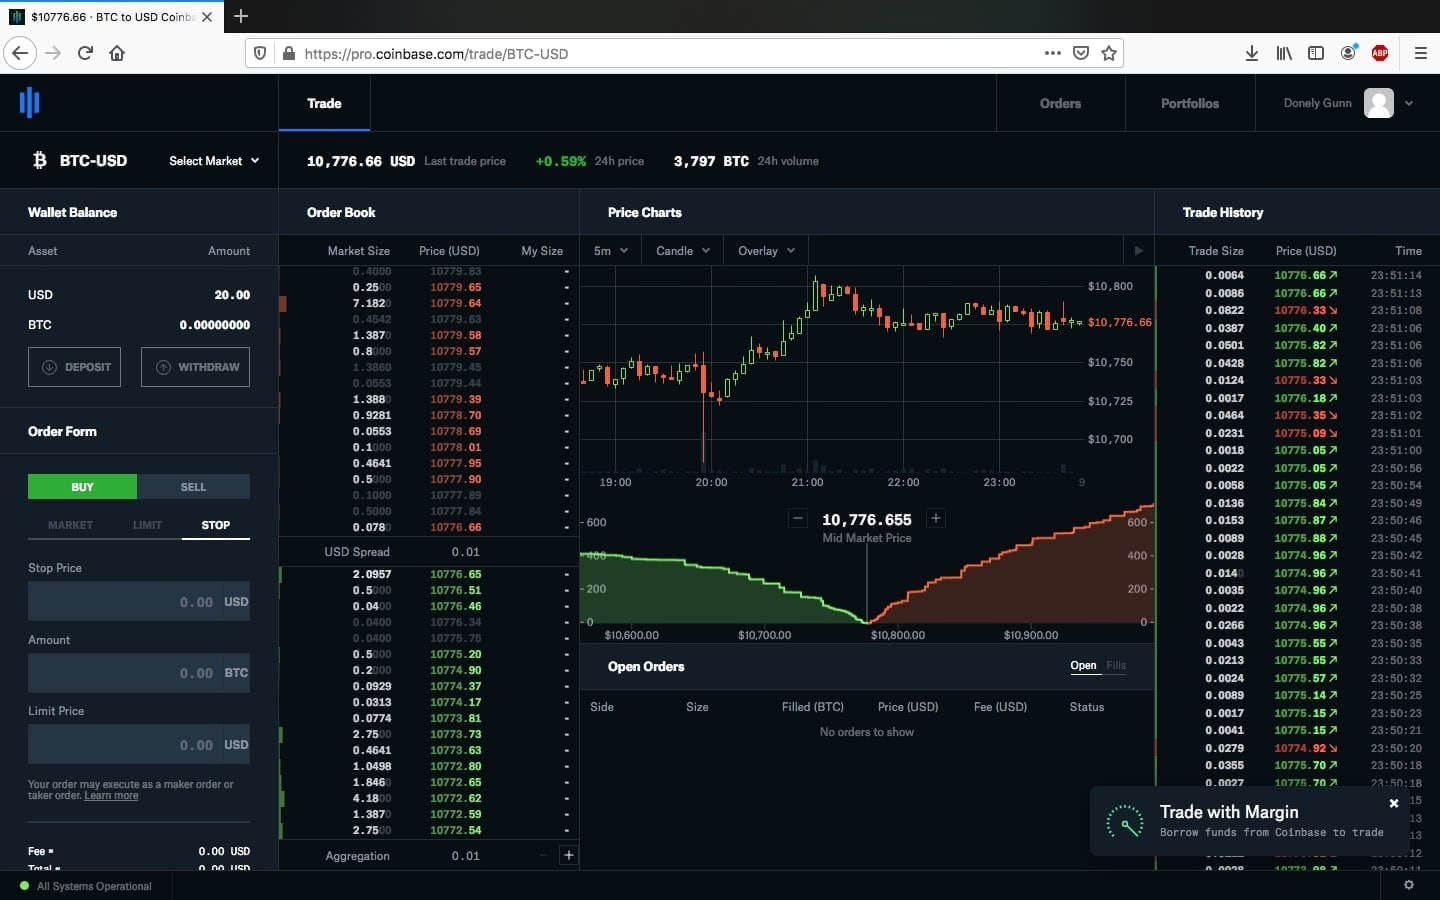 $10776.66 · BTC to USD Coinba
https://pro.coinbase.com/trade/BTC-USD
ABP
Trade
Orders
Portfolios
Donely Gunn
BTC-USD
Select Market
10,776.66 USD Last trade price
+0.59% 24h price
3,797 BTC 24h volume
Wallet Balance
Asset Amount
USD 20.00
BTC 0.00000000
DEPOSIT
WITHDRAW
Order Form
BUY
SELL
MARKET
LIMIT
STOP
Stop Price
0.00 USD
Amount
0.00 BTC
Limit Price
0.00 USD
Your order may execute as a maker order or
taker order. Learn more
Fee ≈ 0.00 USD
Total ≈ 0.00 USD
All Systems Operational
Order Book
Market Size Price (USD) My Size
0.4000 10779.83 -
0.2500 10779.65 -
7.1820 10779.64 -
0.4542 10779.63 -
1.3870 10779.58 -
0.8000 10779.57 -
1.3860 10779.45 -
0.0553 10779.44 -
1.3880 10779.39 -
0.9281 10778.70 -
0.0553 10778.69 -
0.1000 10778.01 -
0.4641 10777.95 -
0.5000 10777.90 -
0.1000 10777.89 -
0.5000 10777.84 -
0.0780 10776.66 -
USD Spread 0.01
2.0957 10776.65 -
0.5000 10776.51 -
0.0400 10776.46 -
0.0400 10776.34 -
0.0400 10775.75 -
0.5000 10775.20 -
0.2000 10774.90 -
0.0929 10774.37 -
0.0313 10774.17 -
0.0774 10773.81 -
2.7500 10773.73 -
0.4641 10773.63 -
1.0498 10772.80 -
1.8460 10772.65 -
4.1800 10772.62 -
1.3870 10772.59 -
2.7500 10772.54 -
Aggregation 0.01 - +
Price Charts
5m
Candle
Overlay
$10,800
$10,776.66
$10,750
$10,725
$10,700
19:00 20:00 21:00 22:00 23:00 9
- 10,776.655 +
Mid Market Price
600 600
400 400
200 200
0 0
$10,600.00 $10,700.00 $10,800.00 $10,900.00
Open Orders
Open Fills
Side Size Filled (BTC) Price (USD) Fee (USD) Status
No orders to show
Trade History
Trade Size Price (USD) Time
0.0064 10776.66↗ 23:51:14
0.0086 10776.66↗ 23:51:13
0.0822 10776.33↘ 23:51:08
0.0387 10776.40↗ 23:51:06
0.0501 10775.82↗ 23:51:06
0.0428 10775.82↗ 23:51:06
0.0124 10775.33↘ 23:51:03
0.0017 10776.18↗ 23:51:03
0.0464 10775.35↘ 23:51:02
0.0231 10775.09↘ 23:51:01
0.0018 10775.05↗ 23:51:00
0.0022 10775.05↗ 23:50:56
0.0058 10775.05↗ 23:50:54
0.0136 10775.84↗ 23:50:49
0.0153 10775.87↗ 23:50:46
0.0089 10775.88↗ 23:50:45
0.0028 10774.96↗ 23:50:42
0.0140 10774.96↗ 23:50:41
0.0035 10774.96↗ 23:50:40
0.0022 10774.96↗ 23:50:38
0.0266 10774.96↗ 23:50:38
0.0043 10775.55↗ 23:50:35
0.0213 10775.55↗ 23:50:33
0.0024 10775.57↗ 23:50:32
0.0089 10775.14↗ 23:50:25
0.0017 10775.15↗ 23:50:23
0.0041 10775.15↗ 23:50:21
0.0279 10774.92↘ 23:50:20
0.0355 10775.70↗ 23:50:18
0.0027 10775.70↗ 23:50:18
15
13
13
12
Trade with Margin
Borrow funds from Coinbase to trade